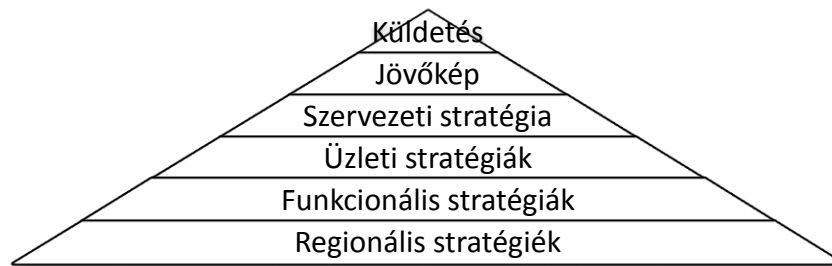 Küldetés
Jövőkép
Szervezeti stratégia
Üzleti stratégiák
Funkcionális stratégiák
Regionális stratégiék